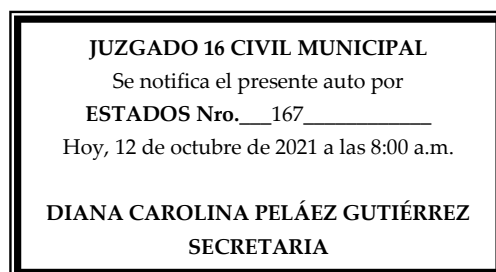 JUZGADO 16 CIVIL MUNICIPAL
Se notifica el presente auto por
ESTADOS Nro.___167____________
Hoy, 12 de octubre de 2021 a las 8:00 a.m.
DIANA CAROLINA PELÁEZ GUTIÉRREZ
SECRETARIA